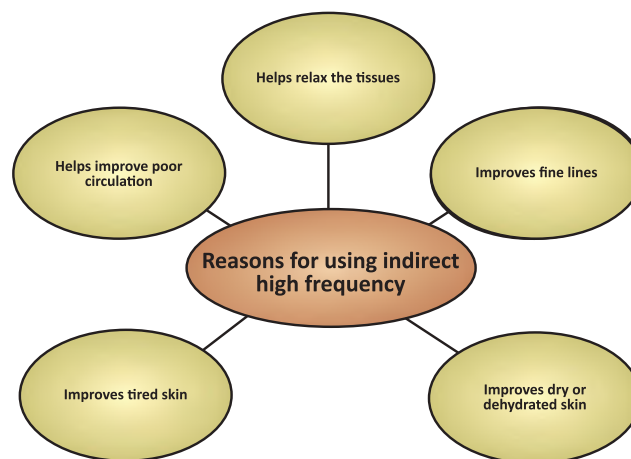 Helps relax the tissues
Helps improve poor
circulation
Improves fine lines
Reasons for using indirect
high frequency
Improves tired skin
Improves dry or
dehydrated skin